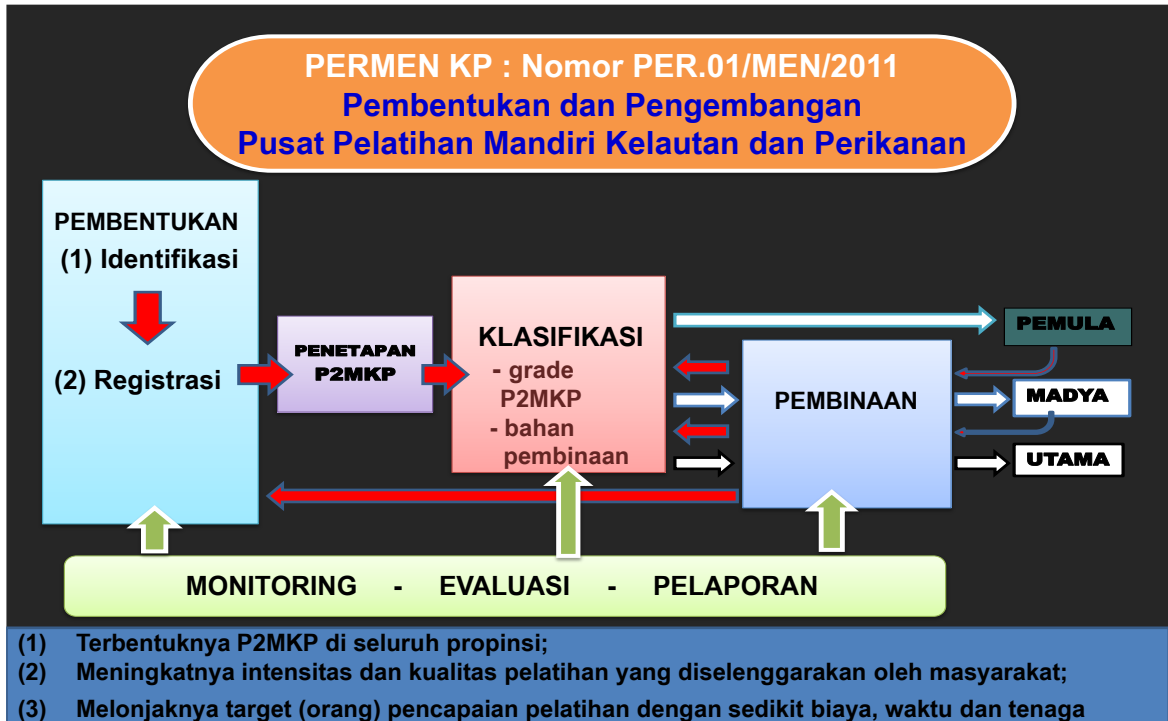 PERMEN KP : Nomor PER.01/MEN/2011
Pembentukan dan Pengembangan
Pusat Pelatihan Mandiri Kelautan dan Perikanan
PEMBENTUKAN
(1) Identifikasi
(2) Registrasi
PENETAPAN
P2MKP
KLASIFIKASI
- grade
P2MKP
- bahan
pembinaan
PEMBINAAN
PEMULA
MADYA
UTAMA
MONITORING - EVALUASI - PELAPORAN
(1) Terbentuknya P2MKP di seluruh propinsi;
(2) Meningkatnya intensitas dan kualitas pelatihan yang diselenggarakan oleh masyarakat;
(3) Melonjaknya target (orang) pencapaian pelatihan dengan sedikit biaya, waktu dan tenaga